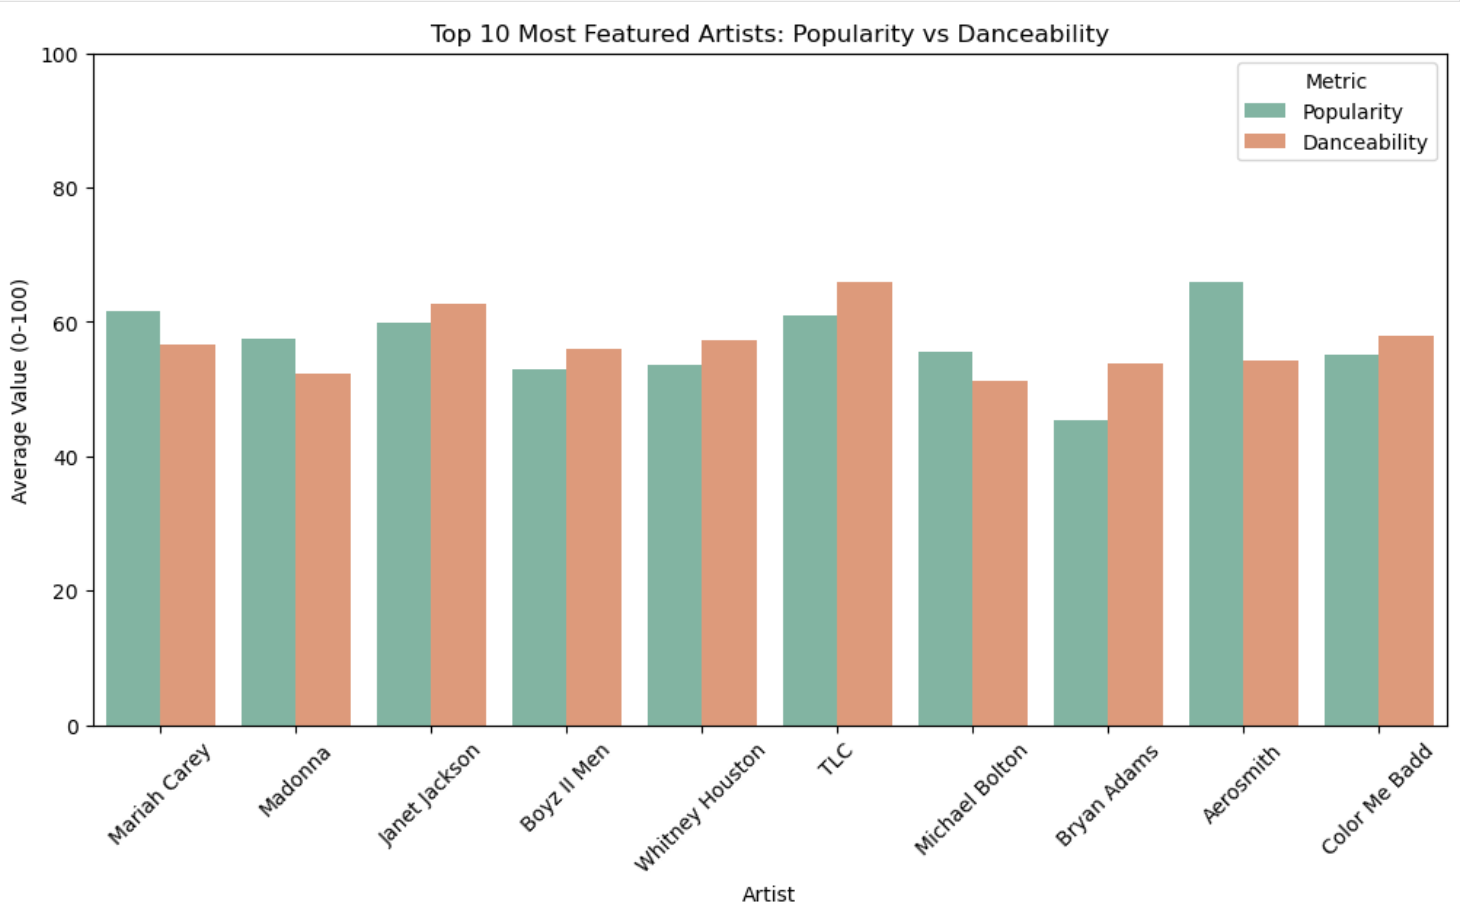 Top 10 Most Featured Artists: Popularity vs Danceability
Metric
Popularity
Danceability
Average Value (0-100)
100
80
60
40
20
0
Mariah Carey
Madonna
Janet Jackson
Boyz II Men
Whitney Houston
TLC
Michael Bolton
Bryan Adams
Aerosmith
Color Me Badd
Artist